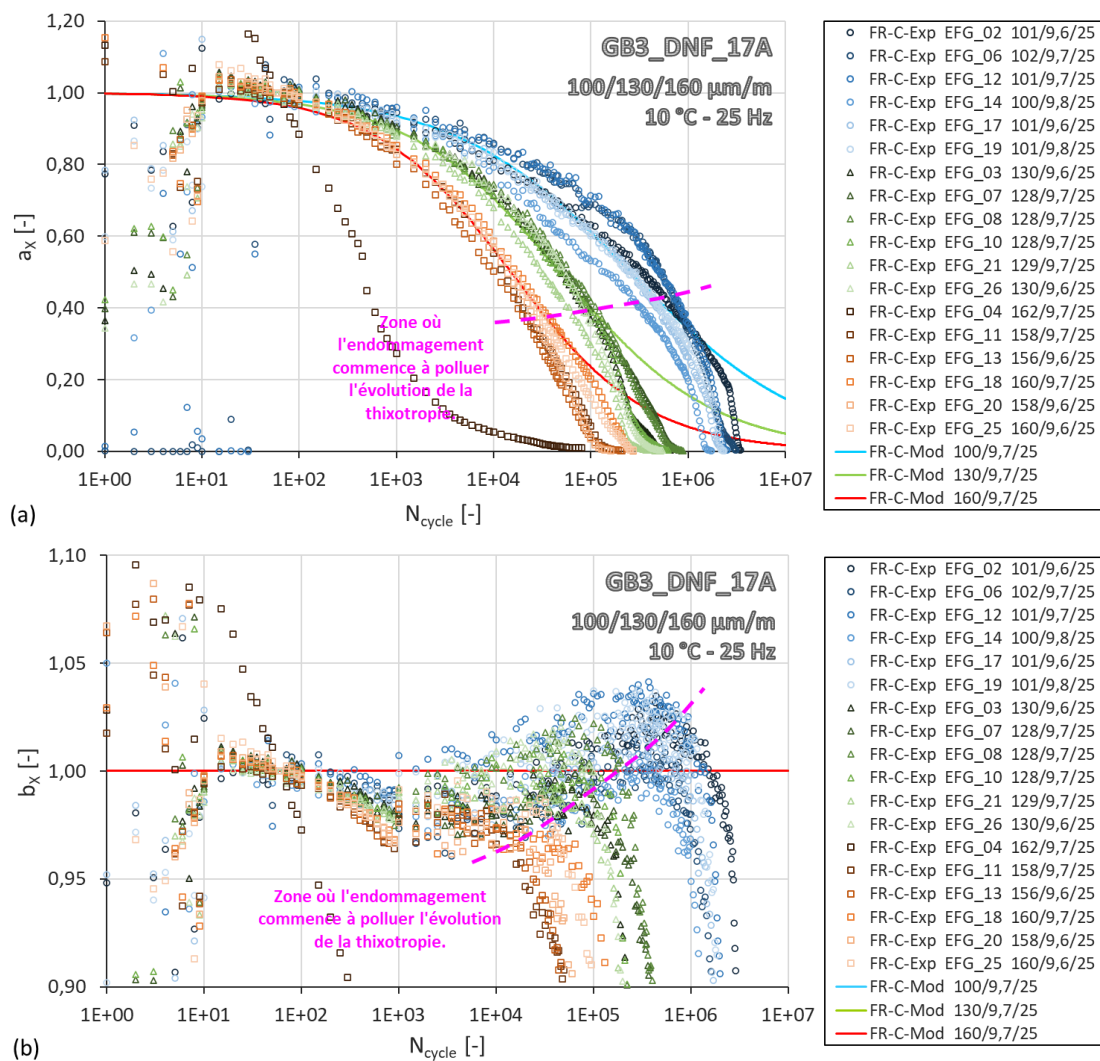 1,20
1,00
0,80
0,60
0,40
0,20
0,00
a_X [-]
GB3_DNF_17A
100/130/160 µm/m
10 °C - 25 Hz
Zone où
l'endommagement
commence à polluer
l'évolution de la
thixotropie.
1E+00 1E+01 1E+02 1E+03 1E+04 1E+05 1E+06 1E+07
(a)
N_cycle [-]
FR-C-Exp EFG_02 101/9,6/25
FR-C-Exp EFG_06 102/9,7/25
FR-C-Exp EFG_12 101/9,7/25
FR-C-Exp EFG_14 100/9,8/25
FR-C-Exp EFG_17 101/9,6/25
FR-C-Exp EFG_19 101/9,8/25
FR-C-Exp EFG_03 130/9,6/25
FR-C-Exp EFG_07 128/9,7/25
FR-C-Exp EFG_08 128/9,7/25
FR-C-Exp EFG_10 128/9,7/25
FR-C-Exp EFG_21 129/9,7/25
FR-C-Exp EFG_26 130/9,6/25
FR-C-Exp EFG_04 162/9,7/25
FR-C-Exp EFG_11 158/9,7/25
FR-C-Exp EFG_13 156/9,6/25
FR-C-Exp EFG_18 160/9,7/25
FR-C-Exp EFG_20 158/9,6/25
FR-C-Exp EFG_25 160/9,6/25
FR-C-Mod 100/9,7/25
FR-C-Mod 130/9,7/25
FR-C-Mod 160/9,7/25
1,10
1,05
1,00
0,95
0,90
b_X [-]
GB3_DNF_17A
100/130/160 µm/m
10 °C - 25 Hz
Zone où l'endommagement
commence à polluer l'évolution
de la thixotropie.
1E+00 1E+01 1E+02 1E+03 1E+04 1E+05 1E+06 1E+07
(b)
N_cycle [-]
FR-C-Exp EFG_02 101/9,6/25
FR-C-Exp EFG_06 102/9,7/25
FR-C-Exp EFG_12 101/9,7/25
FR-C-Exp EFG_14 100/9,8/25
FR-C-Exp EFG_17 101/9,6/25
FR-C-Exp EFG_19 101/9,8/25
FR-C-Exp EFG_03 130/9,6/25
FR-C-Exp EFG_07 128/9,7/25
FR-C-Exp EFG_08 128/9,7/25
FR-C-Exp EFG_10 128/9,7/25
FR-C-Exp EFG_21 129/9,7/25
FR-C-Exp EFG_26 130/9,6/25
FR-C-Exp EFG_04 162/9,7/25
FR-C-Exp EFG_11 158/9,7/25
FR-C-Exp EFG_13 156/9,6/25
FR-C-Exp EFG_18 160/9,7/25
FR-C-Exp EFG_20 158/9,6/25
FR-C-Exp EFG_25 160/9,6/25
FR-C-Mod 100/9,7/25
FR-C-Mod 130/9,7/25
FR-C-Mod 160/9,7/25